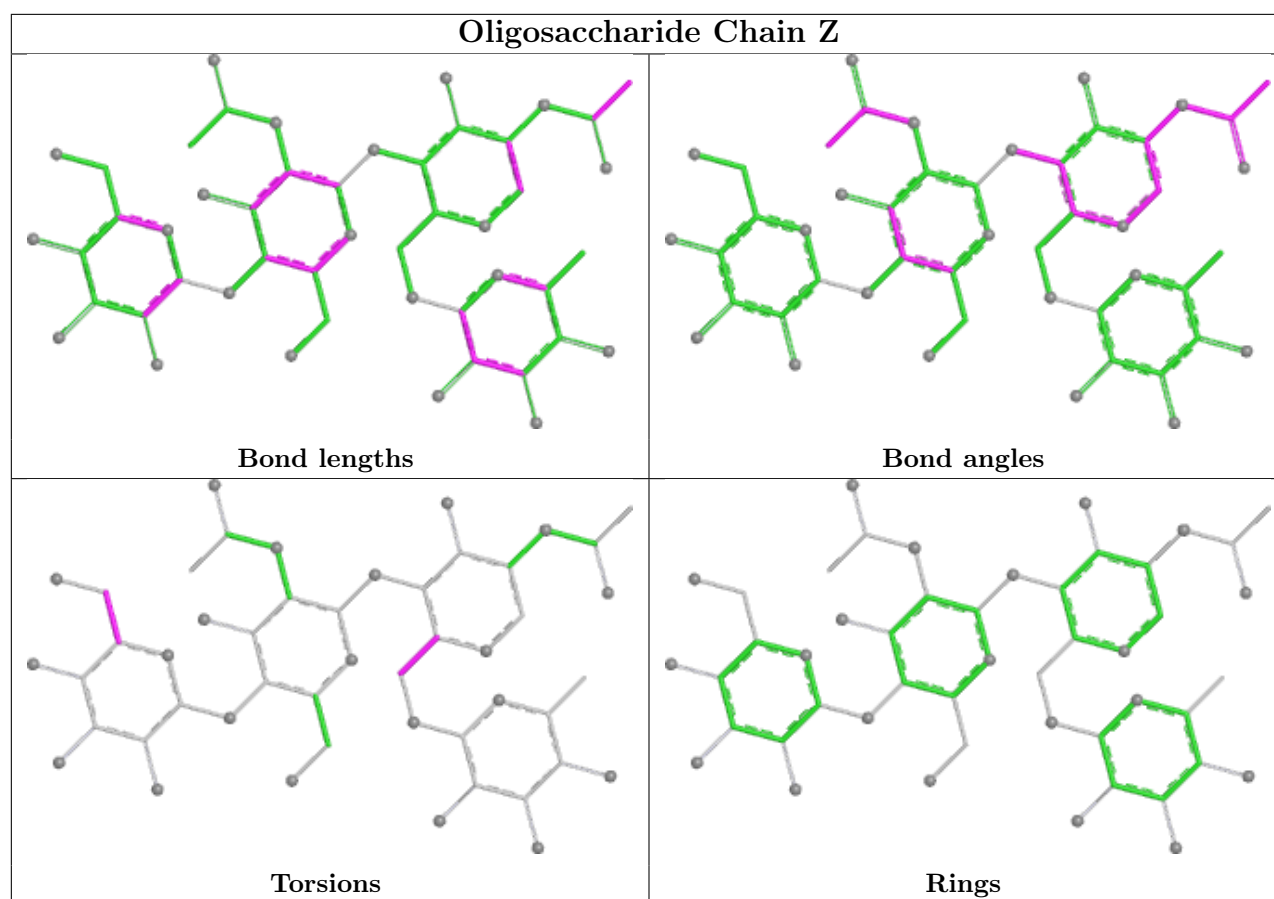 Oligosaccharide Chain Z
Bond lengths
Bond angles
Torsions
Rings